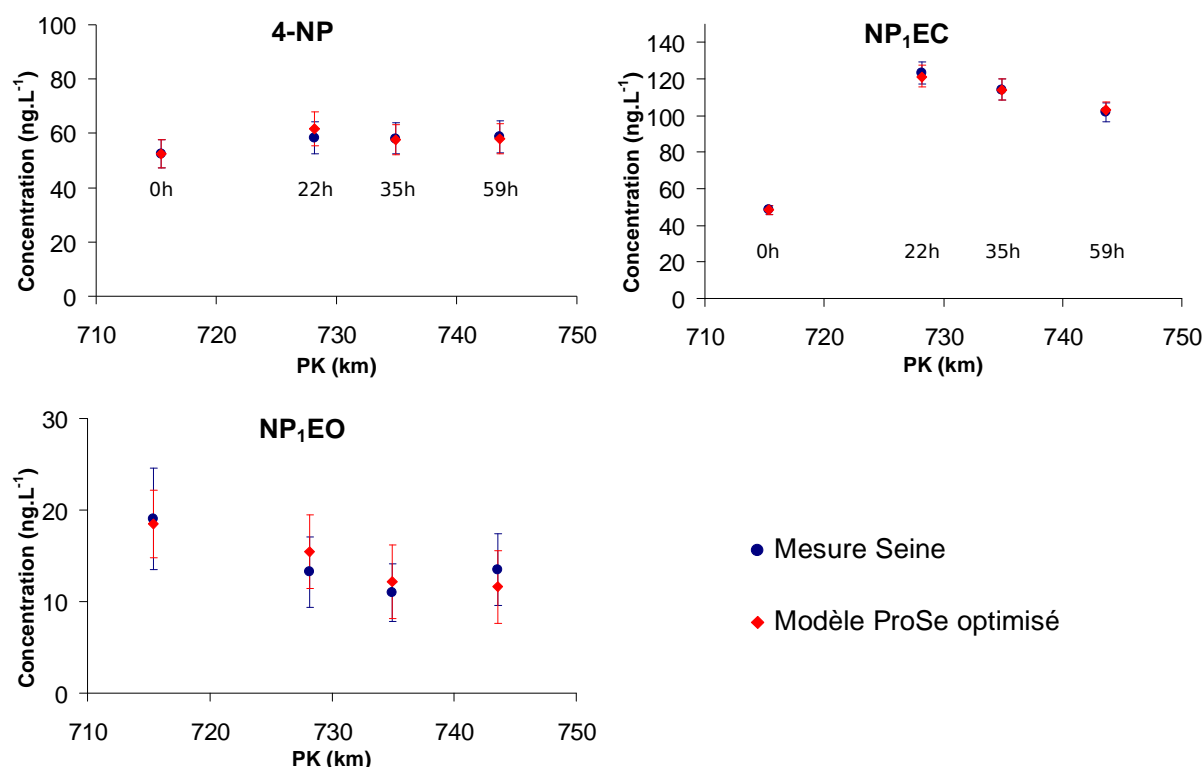 4-NP
Concentration (ng.L⁻¹)
100
80
60
40
20
0
0h 22h 35h 59h
710 720 730 740 750
PK (km)
NP₁EC
Concentration (ng.L⁻¹)
140
120
100
80
60
40
20
0
0h 22h 35h 59h
710 720 730 740 750
PK (km)
NP₁EO
Concentration (ng.L⁻¹)
30
20
10
0
710 720 730 740 750
PK (km)
Mesure Seine
Modèle ProSe optimisé